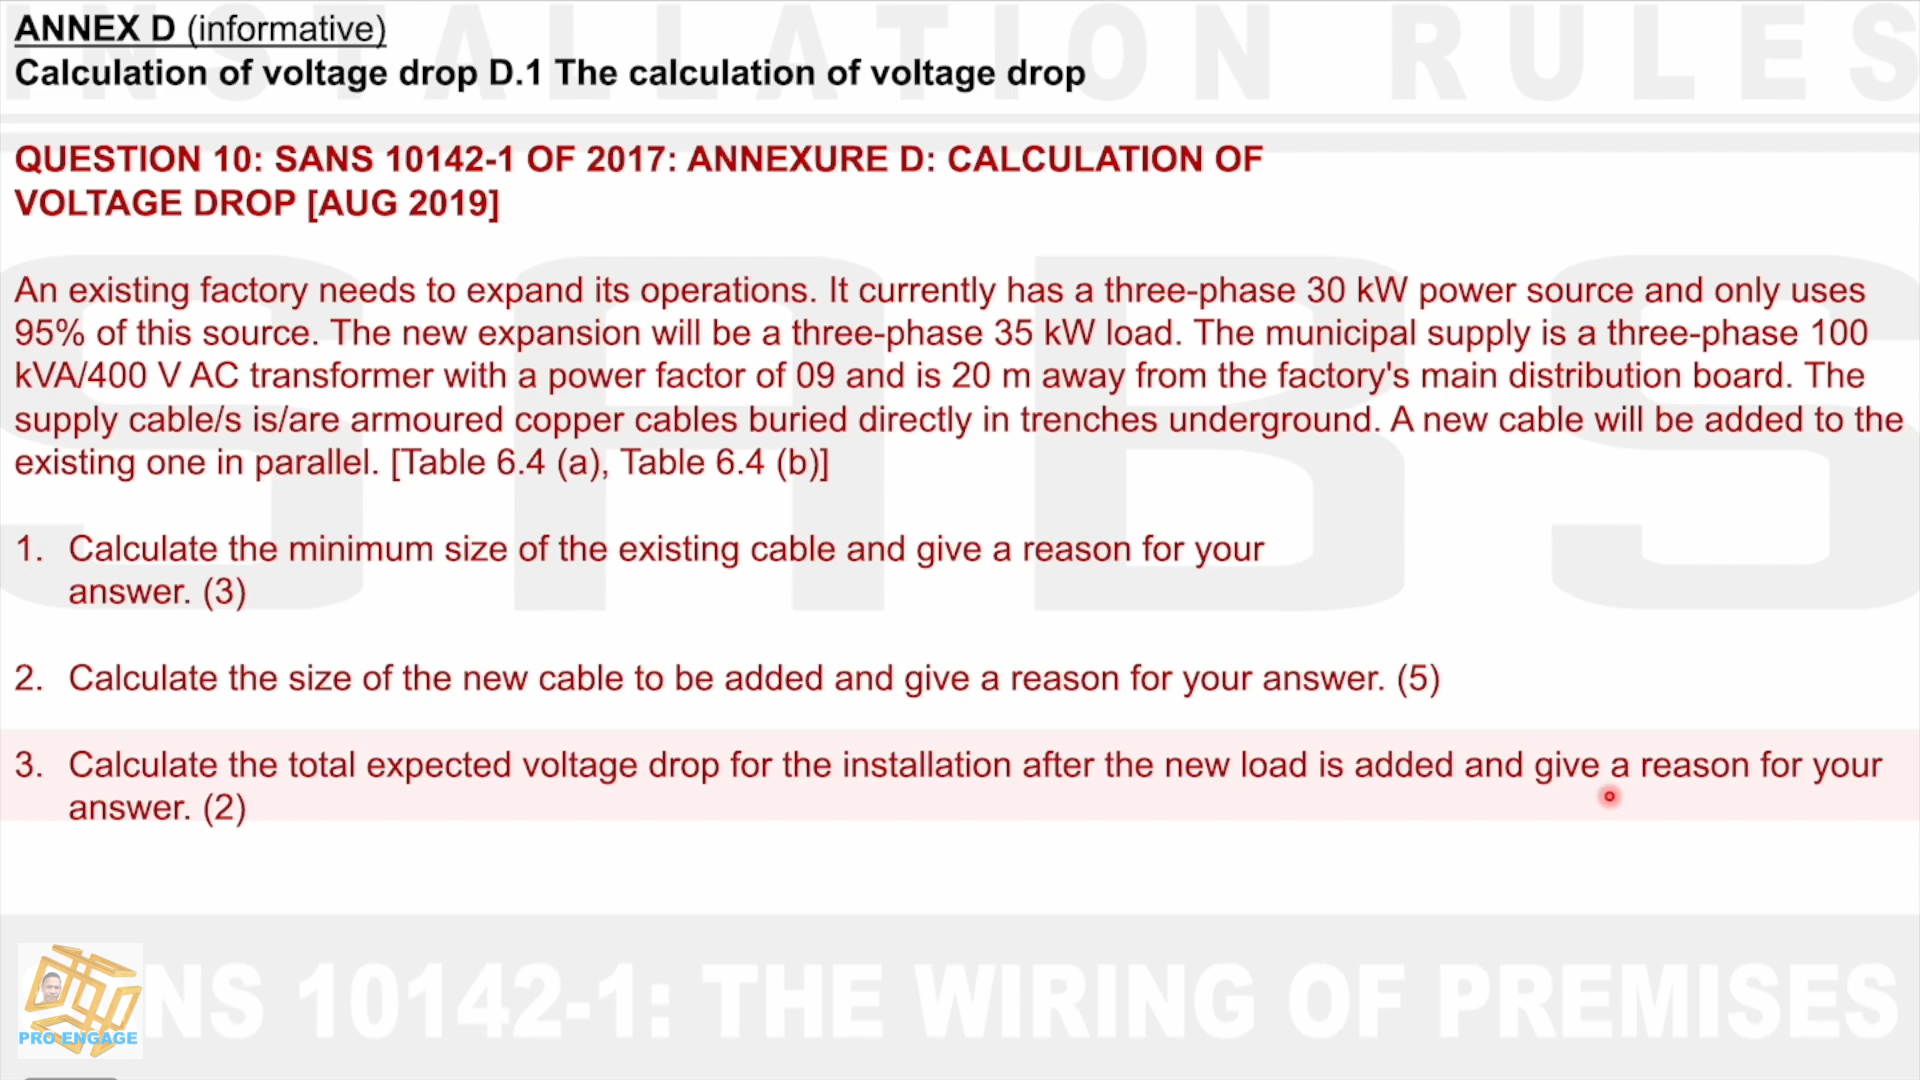 INSTALLATION RULES
ANNEX D (informative)
Calculation of voltage drop D.1 The calculation of voltage drop
QUESTION 10: SANS 10142-1 OF 2017: ANNEXURE D: CALCULATION OF
VOLTAGE DROP [AUG 2019]
SABS
An existing factory needs to expand its operations. It currently has a three-phase 30 kW power source and only uses
95% of this source. The new expansion will be a three-phase 35 kW load. The municipal supply is a three-phase 100
kVA/400 V AC transformer with a power factor of 09 and is 20 m away from the factory's main distribution board. The
supply cable/s is/are armoured copper cables buried directly in trenches underground. A new cable will be added to the
existing one in parallel. [Table 6.4 (a), Table 6.4 (b)]
1. Calculate the minimum size of the existing cable and give a reason for your
answer. (3)
2. Calculate the size of the new cable to be added and give a reason for your answer. (5)
3. Calculate the total expected voltage drop for the installation after the new load is added and give a reason for your
answer. (2)
NS 10142-1: THE WIRING OF PREMISES
PRO ENGAGE